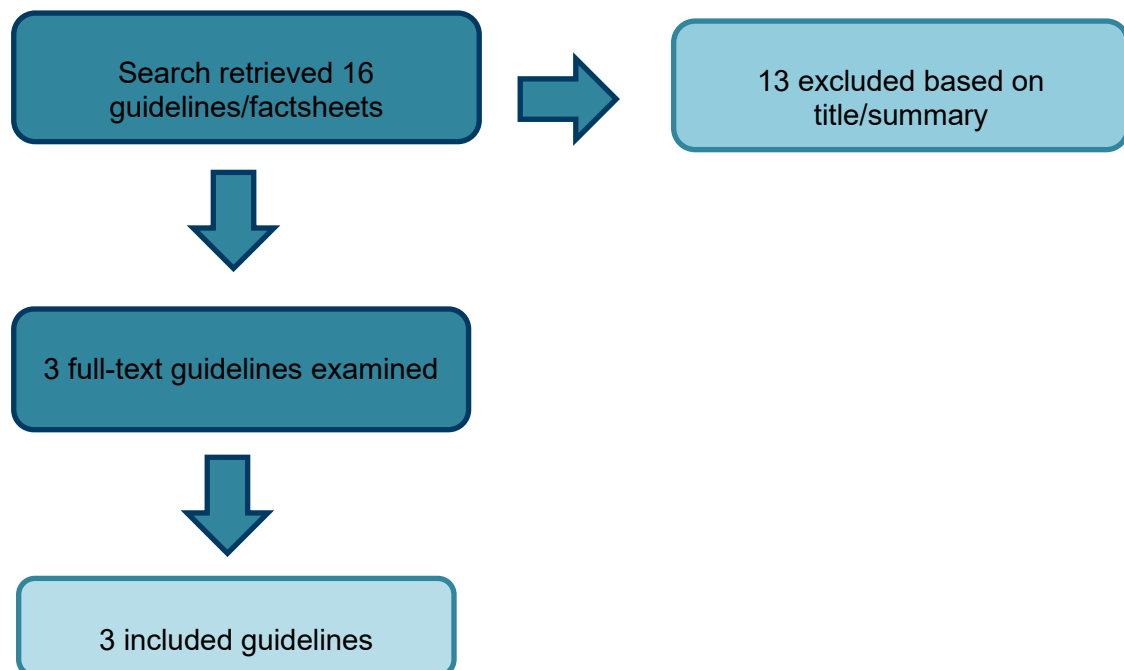 Search retrieved 16
guidelines/factsheets
13 excluded based on
title/summary
3 full-text guidelines examined
3 included guidelines